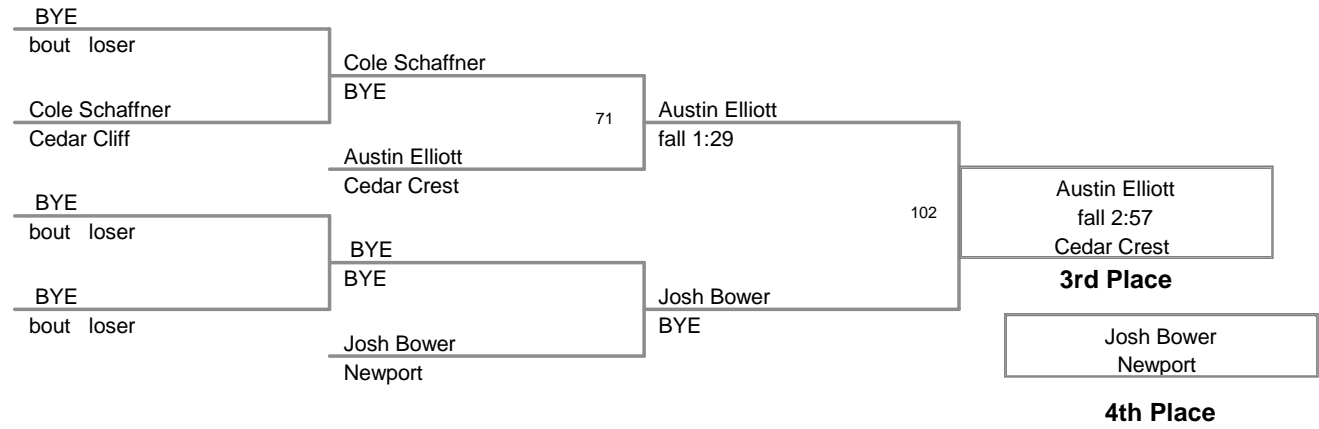 BYE
bout loser
Cole Schaffner
BYE
Cole Schaffner
Cedar Cliff
71
Austin Elliott
fall 1:29
Austin Elliott
Cedar Crest
BYE
bout loser
102
Austin Elliott
fall 2:57
Cedar Crest
3rd Place
BYE
BYE
BYE
bout loser
Josh Bower
BYE
Josh Bower
Newport
Josh Bower
Newport
4th Place